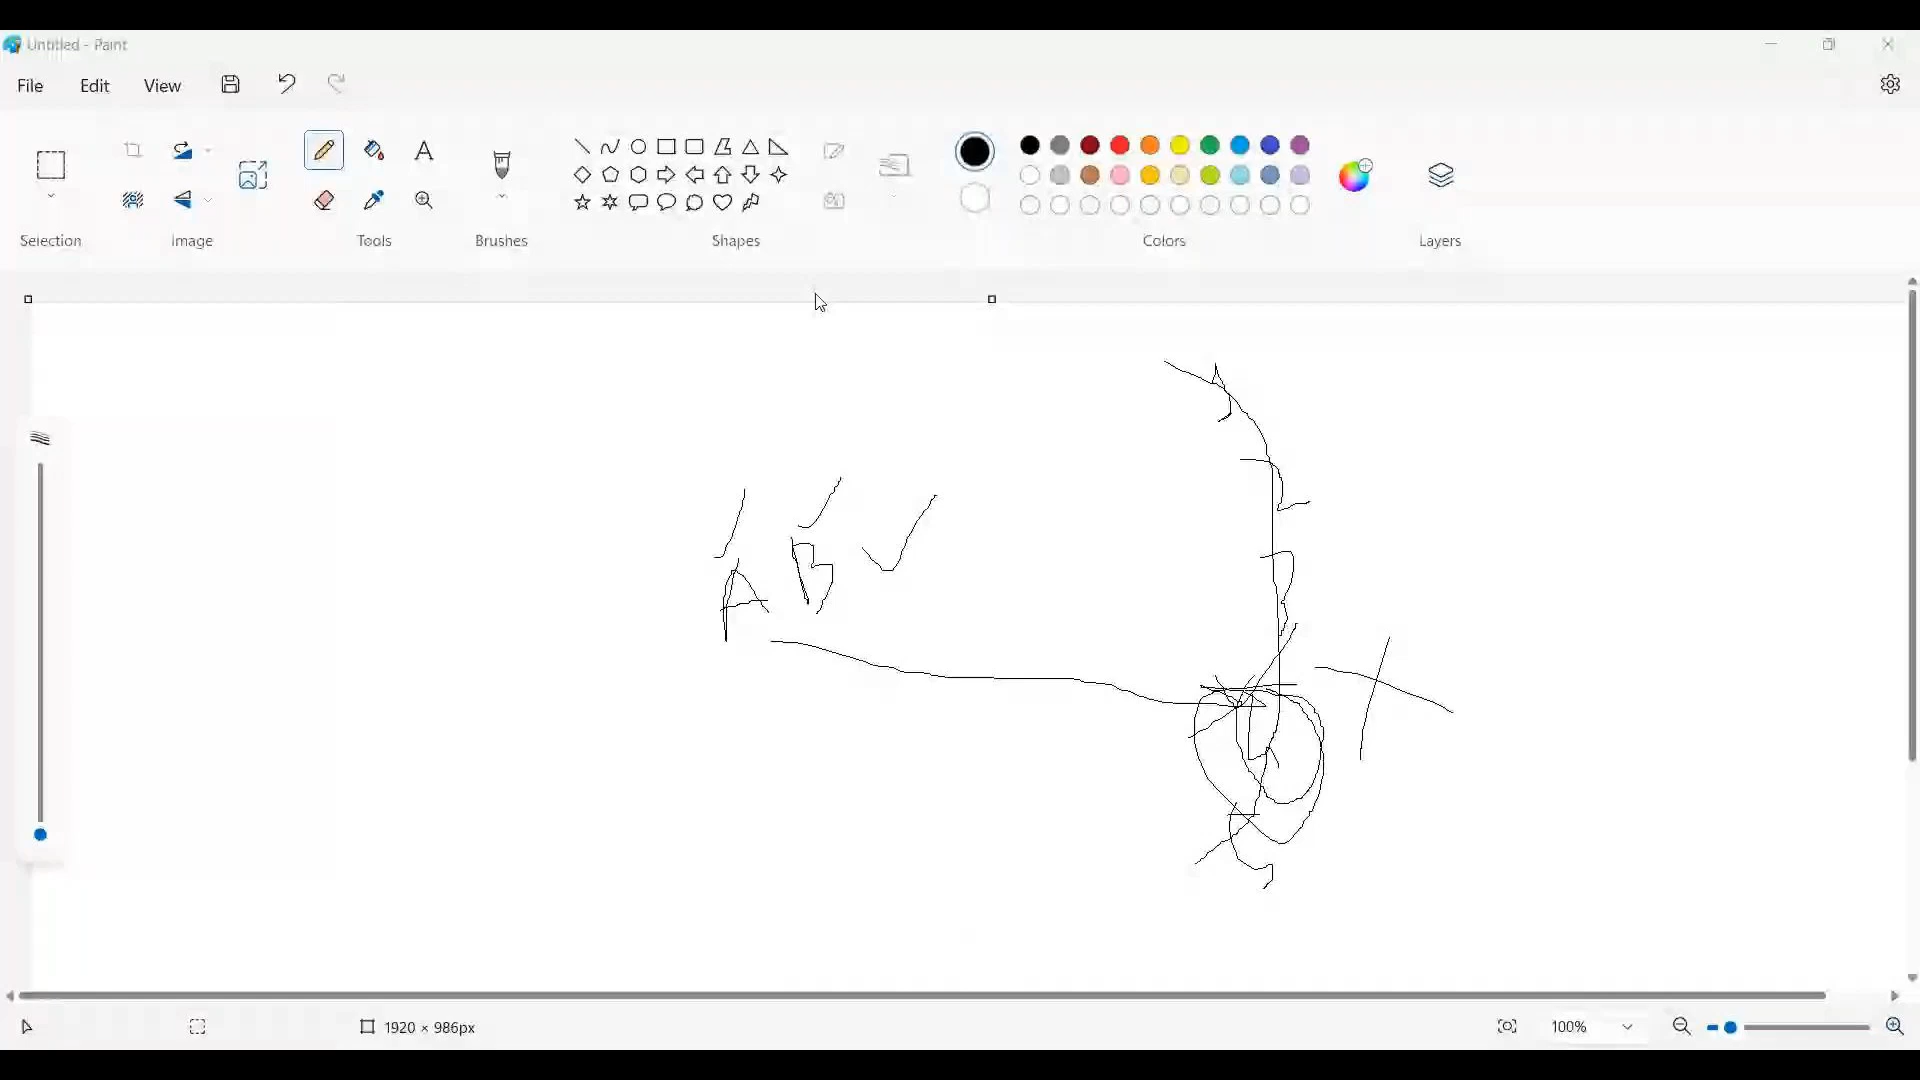 Untitled - Paint
File Edit View
Selection Image Tools Brushes Shapes Colors Layers
A B
1920 × 986px 100%